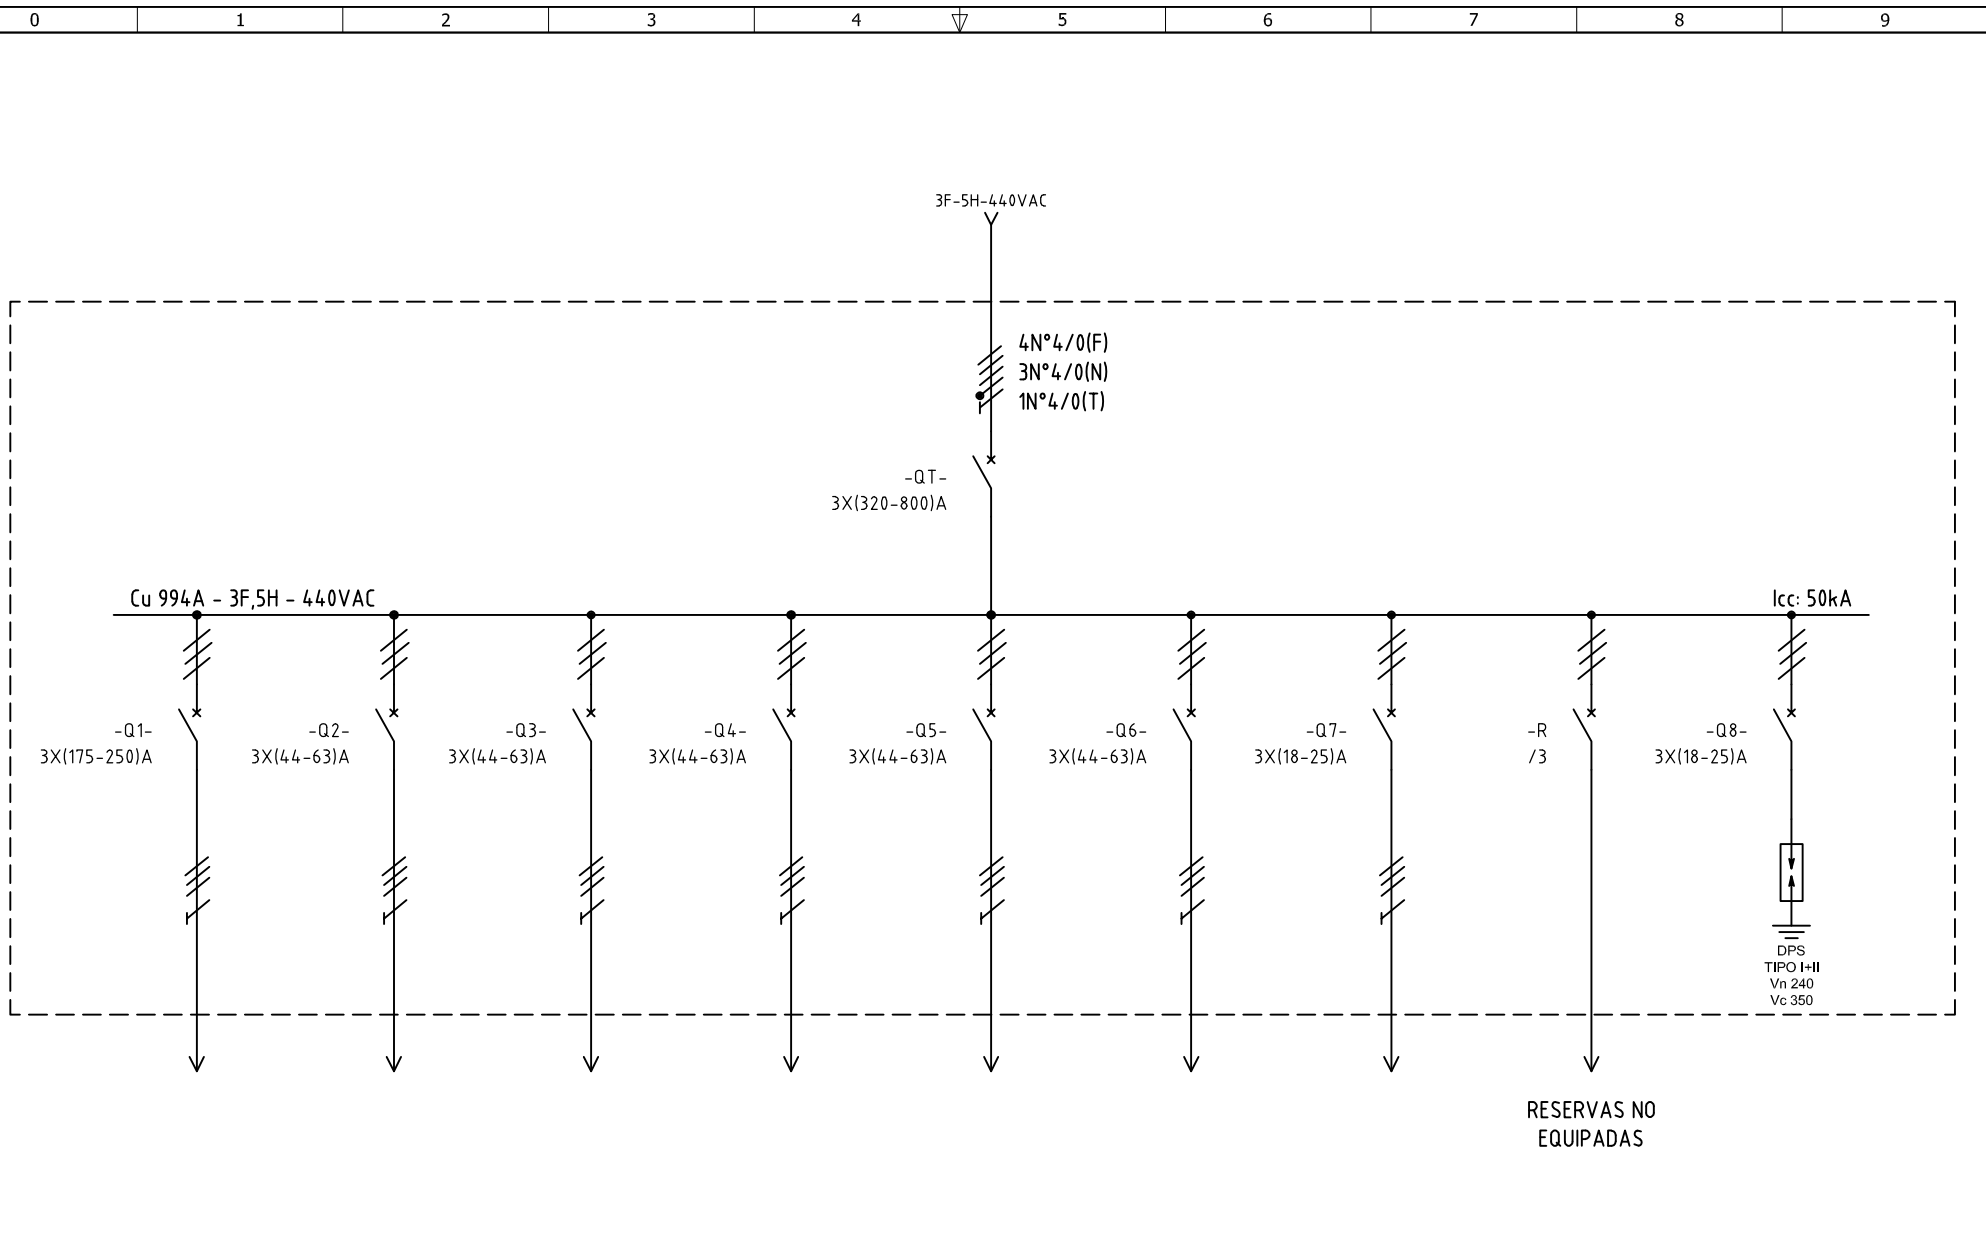 0 1 2 3 4 5 6 7 8 9
3F-5H-440VAC
4N°4/0(F)
3N°4/0(N)
1N°4/0(T)
-QT-
3X(320-800)A
Cu 994A - 3F,5H - 440VAC
Icc: 50kA
-Q1-
3X(175-250)A
-Q2-
3X(44-63)A
-Q3-
3X(44-63)A
-Q4-
3X(44-63)A
-Q5-
3X(44-63)A
-Q6-
3X(44-63)A
-Q7-
3X(18-25)A
-R
/3
-Q8-
3X(18-25)A
DPS
TIPO I+II
Vn 240
Vc 350
RESERVAS NO
EQUIPADAS